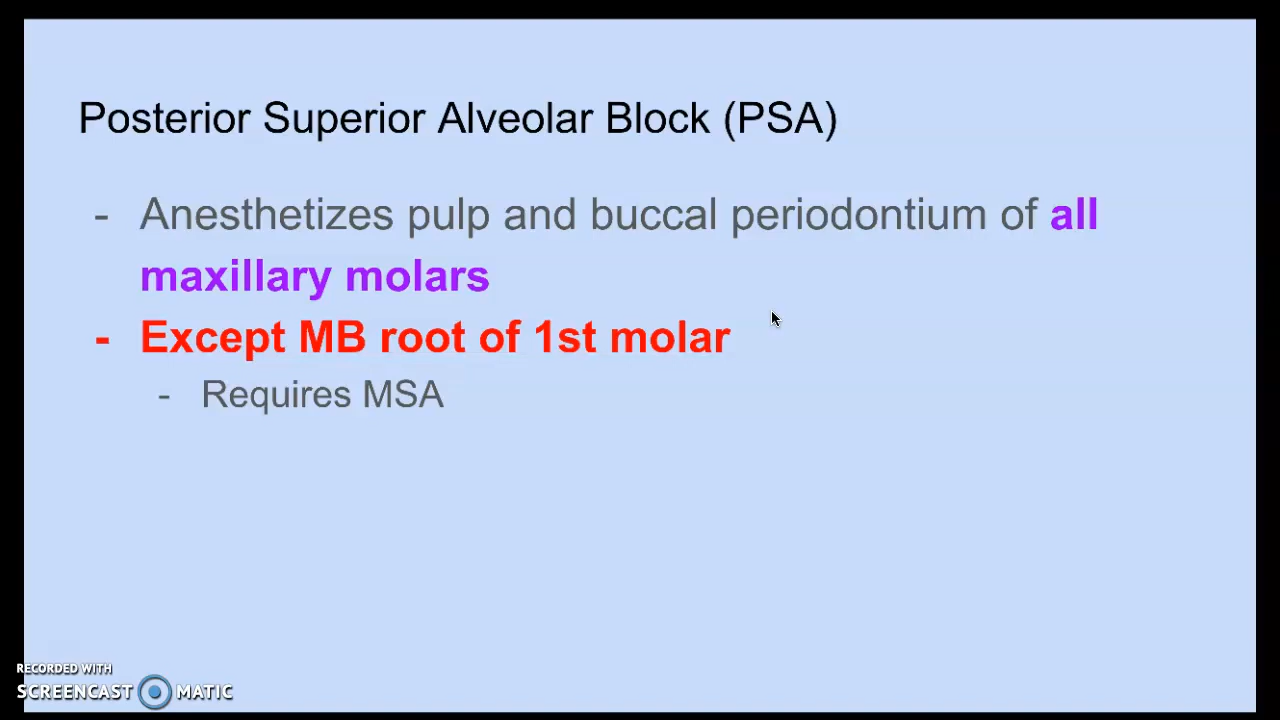 Posterior Superior Alveolar Block (PSA)
- Anesthetizes pulp and buccal periodontium of all
maxillary molars
- Except MB root of 1st molar
- Requires MSA
RECORDED WITH
SCREENCAST MATIC